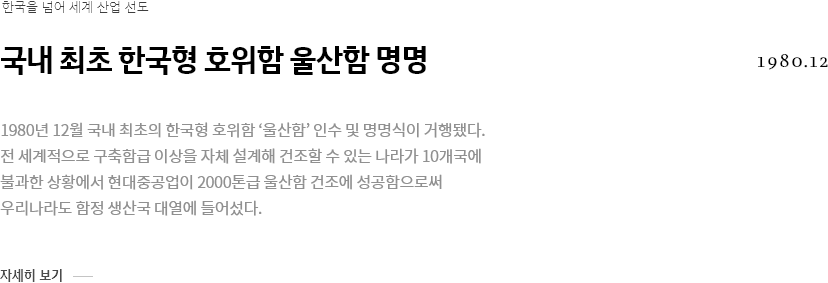 한국을 넘어 세계 산업 선도
국내 최초 한국형 호위함 울산함 명명
1980.12
1980년 12월 국내 최초의 한국형 호위함 ‘울산함’ 인수 및 명명식이 거행됐다.
전 세계적으로 구축함급 이상을 자체 설계해 건조할 수 있는 나라가 10개국에
불과한 상황에서 현대중공업이 2000톤급 울산함 건조에 성공함으로써
우리나라도 함정 생산국 대열에 들어섰다.
자세히 보기